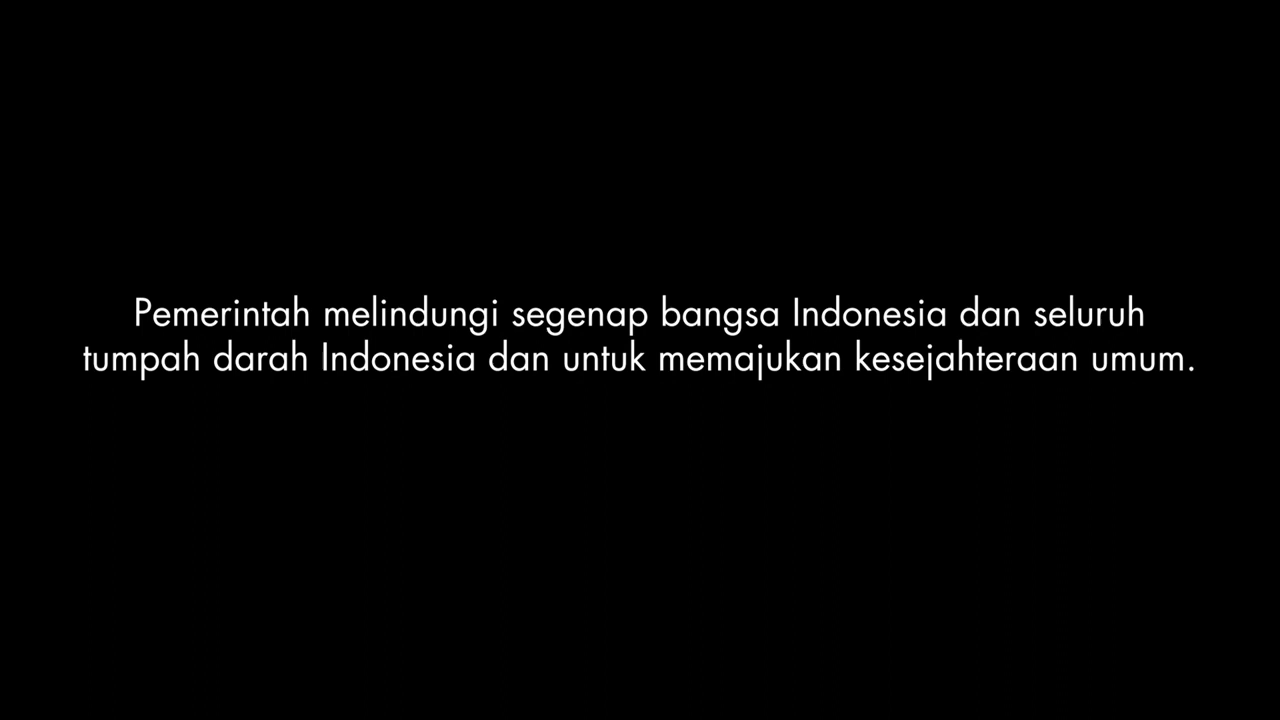 Pemerintah melindungi segenap bangsa Indonesia dan seluruh
tumpah darah Indonesia dan untuk memajukan kesejahteraan umum.